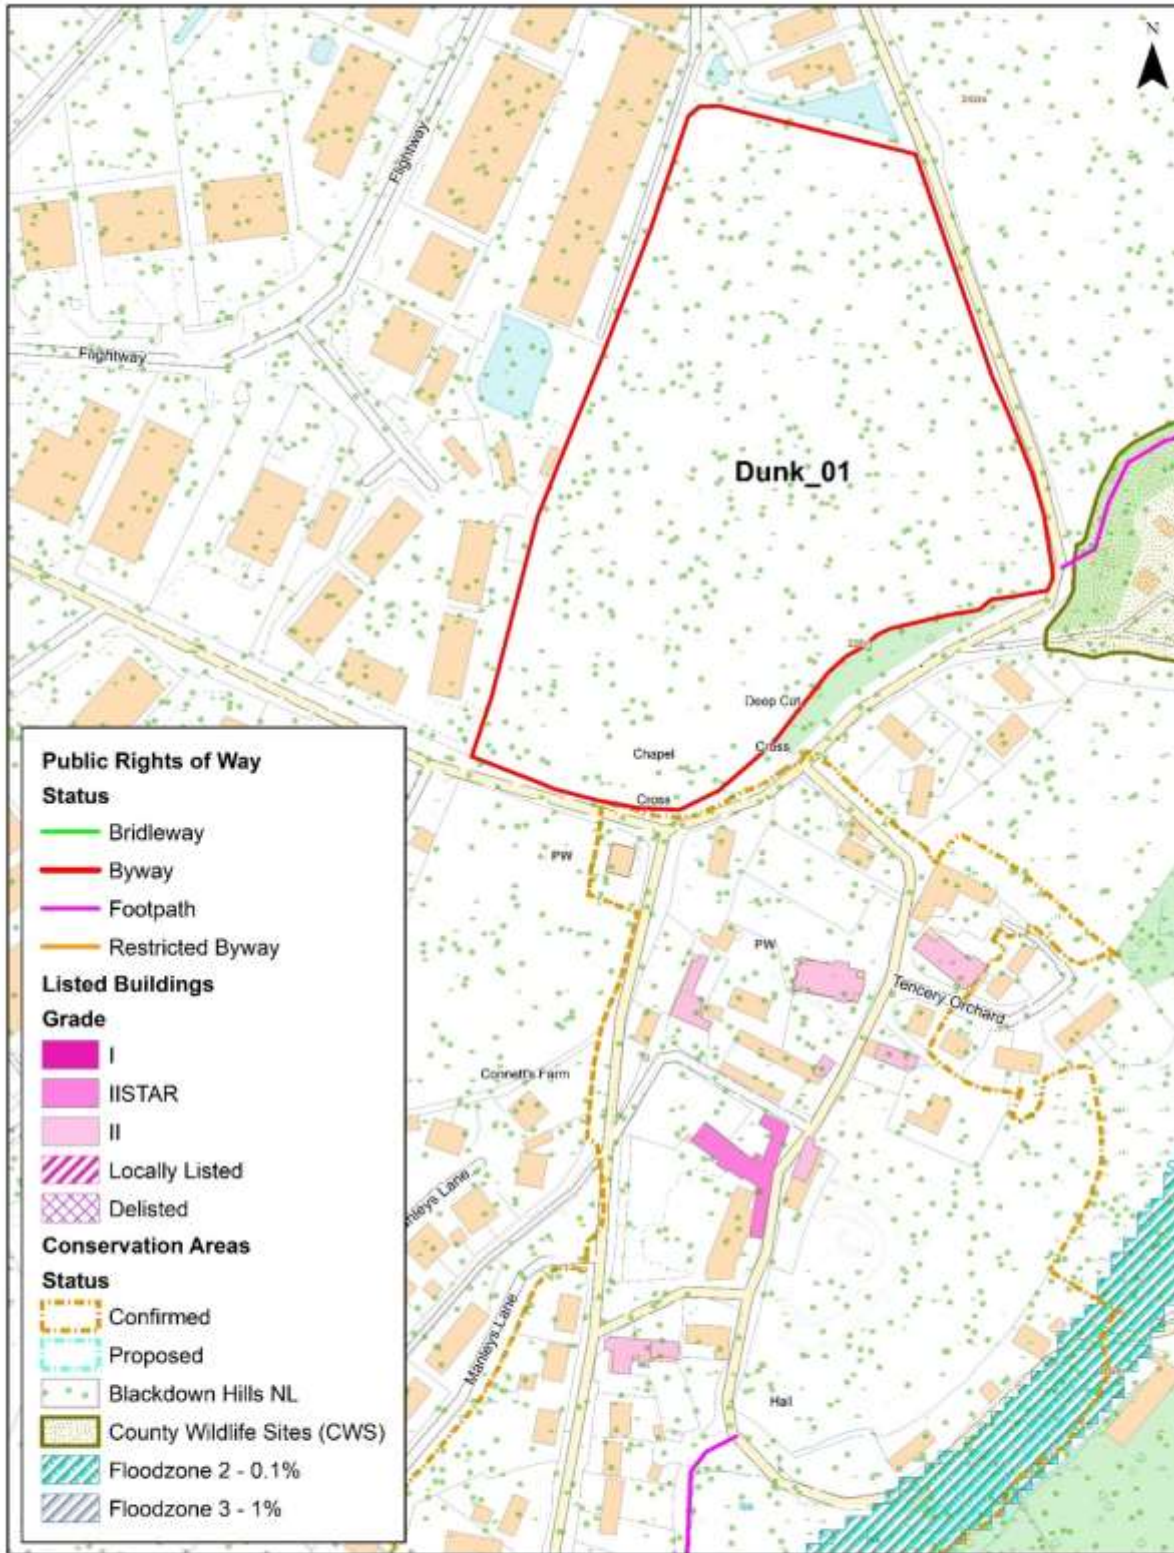 N
Flightway
Flightway
Dunk_01
Deep Cut
Chapel
Cross
Cross
PW
PW
Tencery Orchard
Connett's Farm
Manleys Lane
Hall
Public Rights of Way
Status
Bridleway
Byway
Footpath
Restricted Byway
Listed Buildings
Grade
I
IISTAR
II
Locally Listed
Delisted
Conservation Areas
Status
Confirmed
Proposed
Blackdown Hills NL
County Wildlife Sites (CWS)
Floodzone 2 - 0.1%
Floodzone 3 - 1%